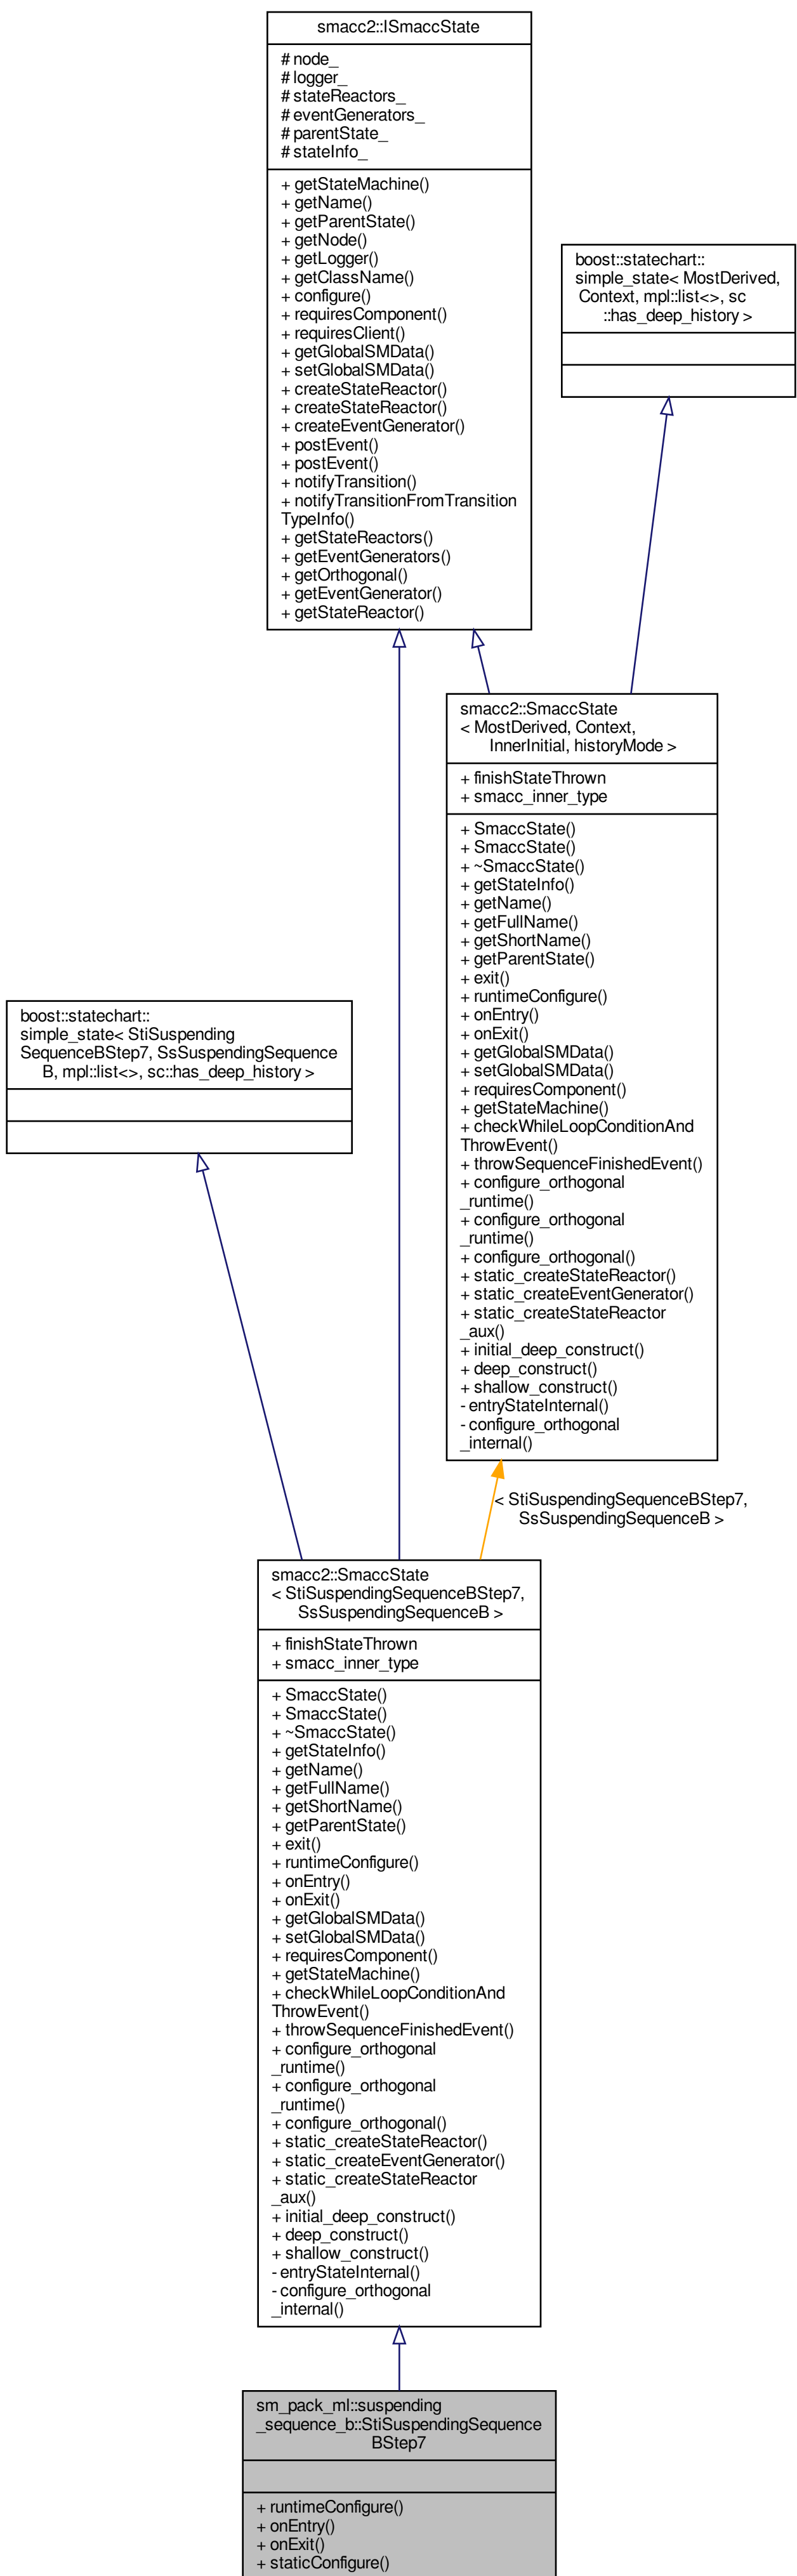 smacc2::ISmaccState
# node_
# logger_
# stateReactors_
# eventGenerators_
# parentState_
# stateInfo_
+ getStateMachine()
+ getName()
+ getParentState()
+ getNode()
+ getLogger()
+ getClassName()
+ configure()
+ requiresComponent()
+ requiresClient()
+ getGlobalSMData()
+ setGlobalSMData()
+ createStateReactor()
+ createStateReactor()
+ createEventGenerator()
+ postEvent()
+ postEvent()
+ notifyTransition()
+ notifyTransitionFromTransition
TypeInfo()
+ getStateReactors()
+ getEventGenerators()
+ getOrthogonal()
+ getEventGenerator()
+ getStateReactor()
boost::statechart::
simple_state< MostDerived,
Context, mpl::list<>, sc
::has_deep_history >
smacc2::SmaccState
< MostDerived, Context,
InnerInitial, historyMode >
+ finishStateThrown
+ smacc_inner_type
+ SmaccState()
+ SmaccState()
+ ~SmaccState()
+ getStateInfo()
+ getName()
+ getFullName()
+ getShortName()
+ getParentState()
+ exit()
+ runtimeConfigure()
+ onEntry()
+ onExit()
+ getGlobalSMData()
+ setGlobalSMData()
+ requiresComponent()
+ getStateMachine()
+ checkWhileLoopConditionAnd
ThrowEvent()
+ throwSequenceFinishedEvent()
+ configure_orthogonal
_runtime()
+ configure_orthogonal
_runtime()
+ configure_orthogonal()
+ static_createStateReactor()
+ static_createEventGenerator()
+ static_createStateReactor
_aux()
+ initial_deep_construct()
+ deep_construct()
+ shallow_construct()
- entryStateInternal()
- configure_orthogonal
_internal()
boost::statechart::
simple_state< StiSuspending
SequenceBStep7, SsSuspendingSequence
B, mpl::list<>, sc::has_deep_history >
< StiSuspendingSequenceBStep7,
SsSuspendingSequenceB >
smacc2::SmaccState
< StiSuspendingSequenceBStep7,
SsSuspendingSequenceB >
+ finishStateThrown
+ smacc_inner_type
+ SmaccState()
+ SmaccState()
+ ~SmaccState()
+ getStateInfo()
+ getName()
+ getFullName()
+ getShortName()
+ getParentState()
+ exit()
+ runtimeConfigure()
+ onEntry()
+ onExit()
+ getGlobalSMData()
+ setGlobalSMData()
+ requiresComponent()
+ getStateMachine()
+ checkWhileLoopConditionAnd
ThrowEvent()
+ throwSequenceFinishedEvent()
+ configure_orthogonal
_runtime()
+ configure_orthogonal
_runtime()
+ configure_orthogonal()
+ static_createStateReactor()
+ static_createEventGenerator()
+ static_createStateReactor
_aux()
+ initial_deep_construct()
+ deep_construct()
+ shallow_construct()
- entryStateInternal()
- configure_orthogonal
_internal()
sm_pack_ml::suspending
_sequence_b::StiSuspendingSequence
BStep7
+ runtimeConfigure()
+ onEntry()
+ onExit()
+ staticConfigure()